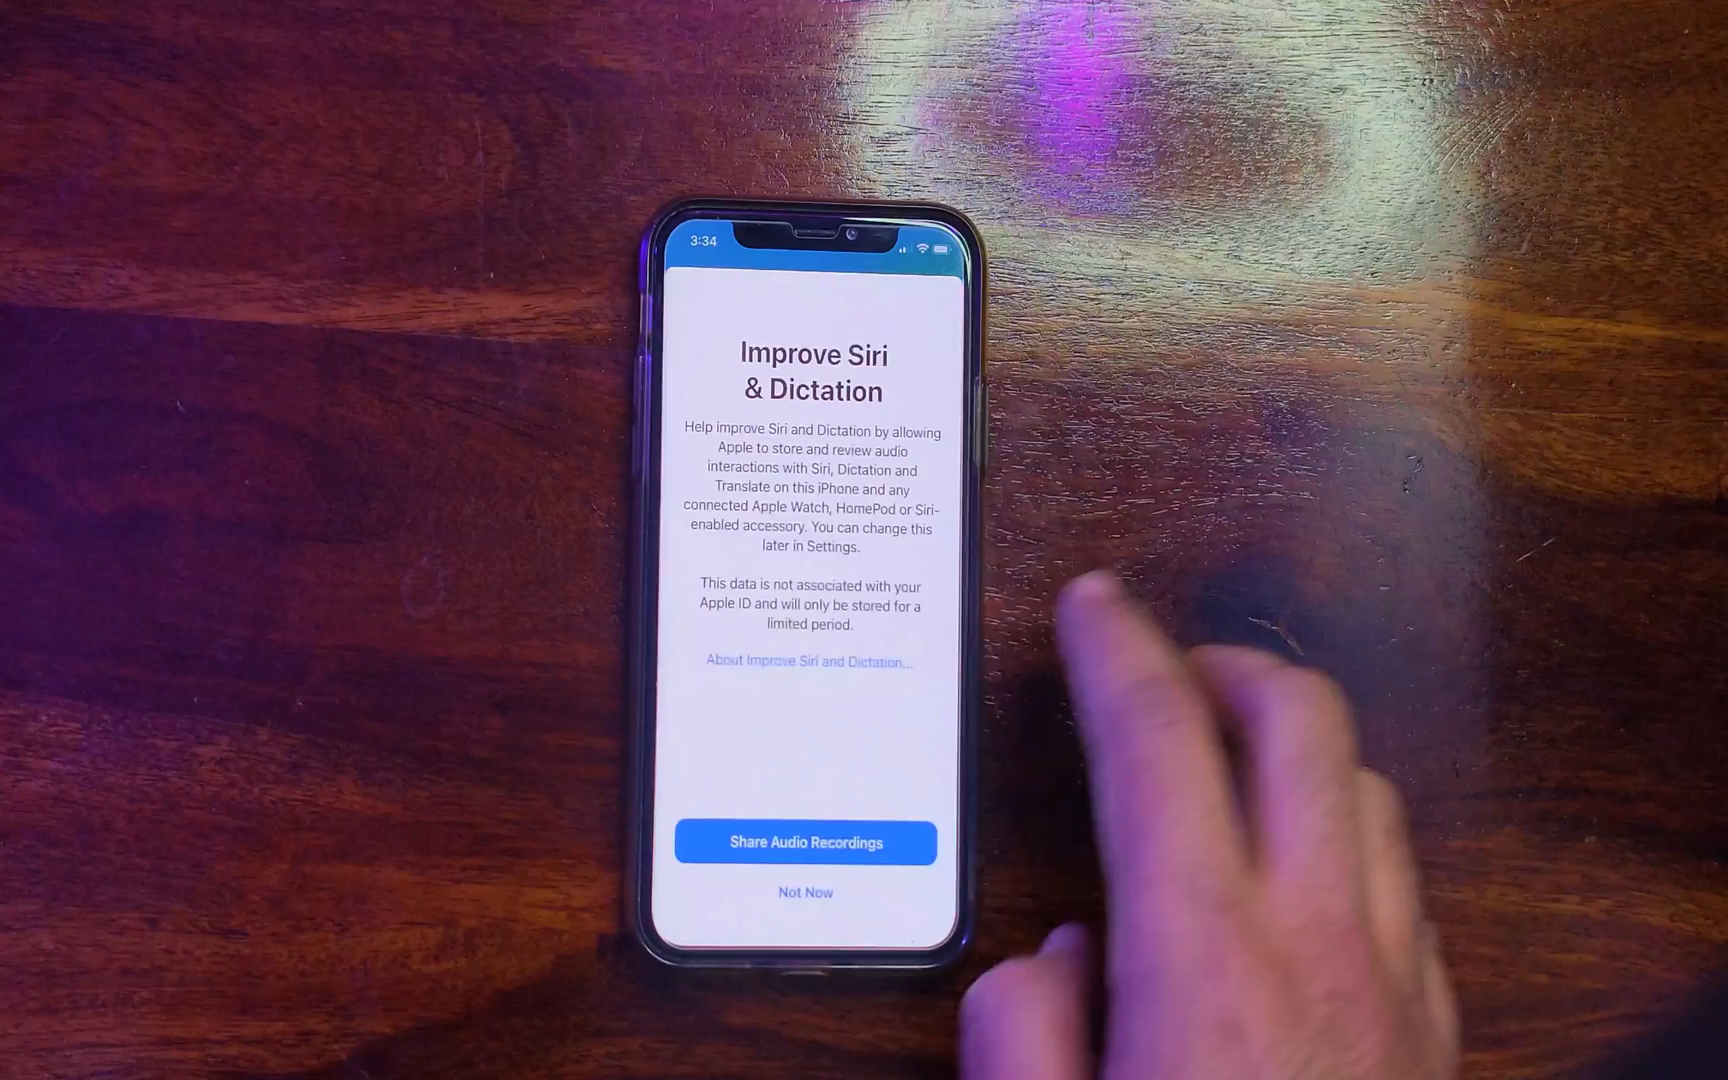 3:34
Improve Siri
& Dictation
Help improve Siri and Dictation by allowing
Apple to store and review audio
interactions with Siri, Dictation and
Translate on this iPhone and any
connected Apple Watch, HomePod or Siri-
enabled accessory. You can change this
later in Settings.
This data is not associated with your
Apple ID and will only be stored for a
limited period.
About Improve Siri and Dictation...
Share Audio Recordings
Not Now